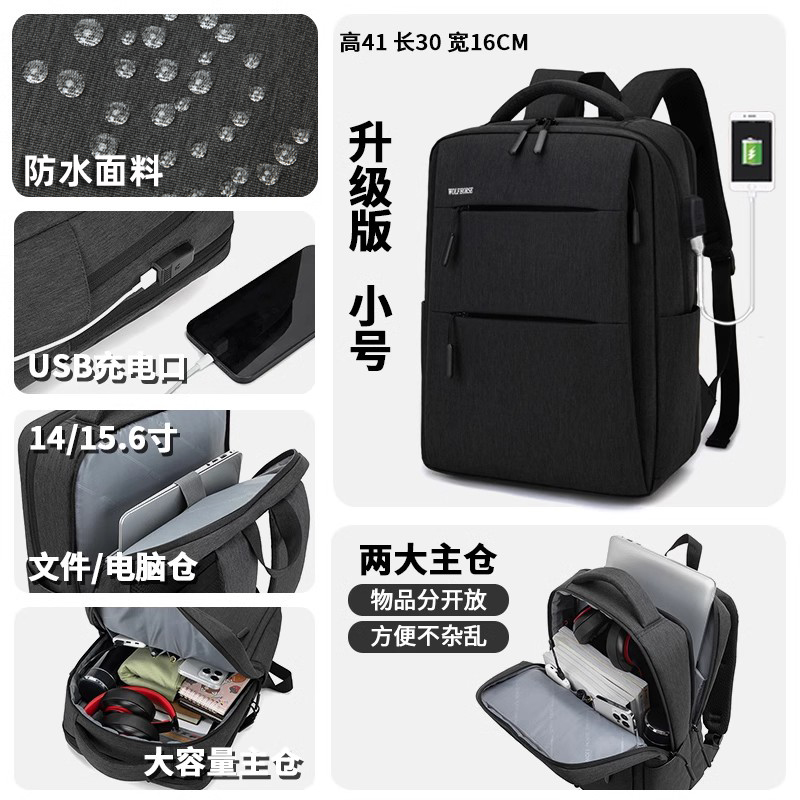 防水面料
USB充电口
14/15.6寸
文件/电脑仓
大容量主仓
高41 长30 宽16CM
升级版 小号
WOLFHORSE
两大主仓
物品分开放
方便不杂乱